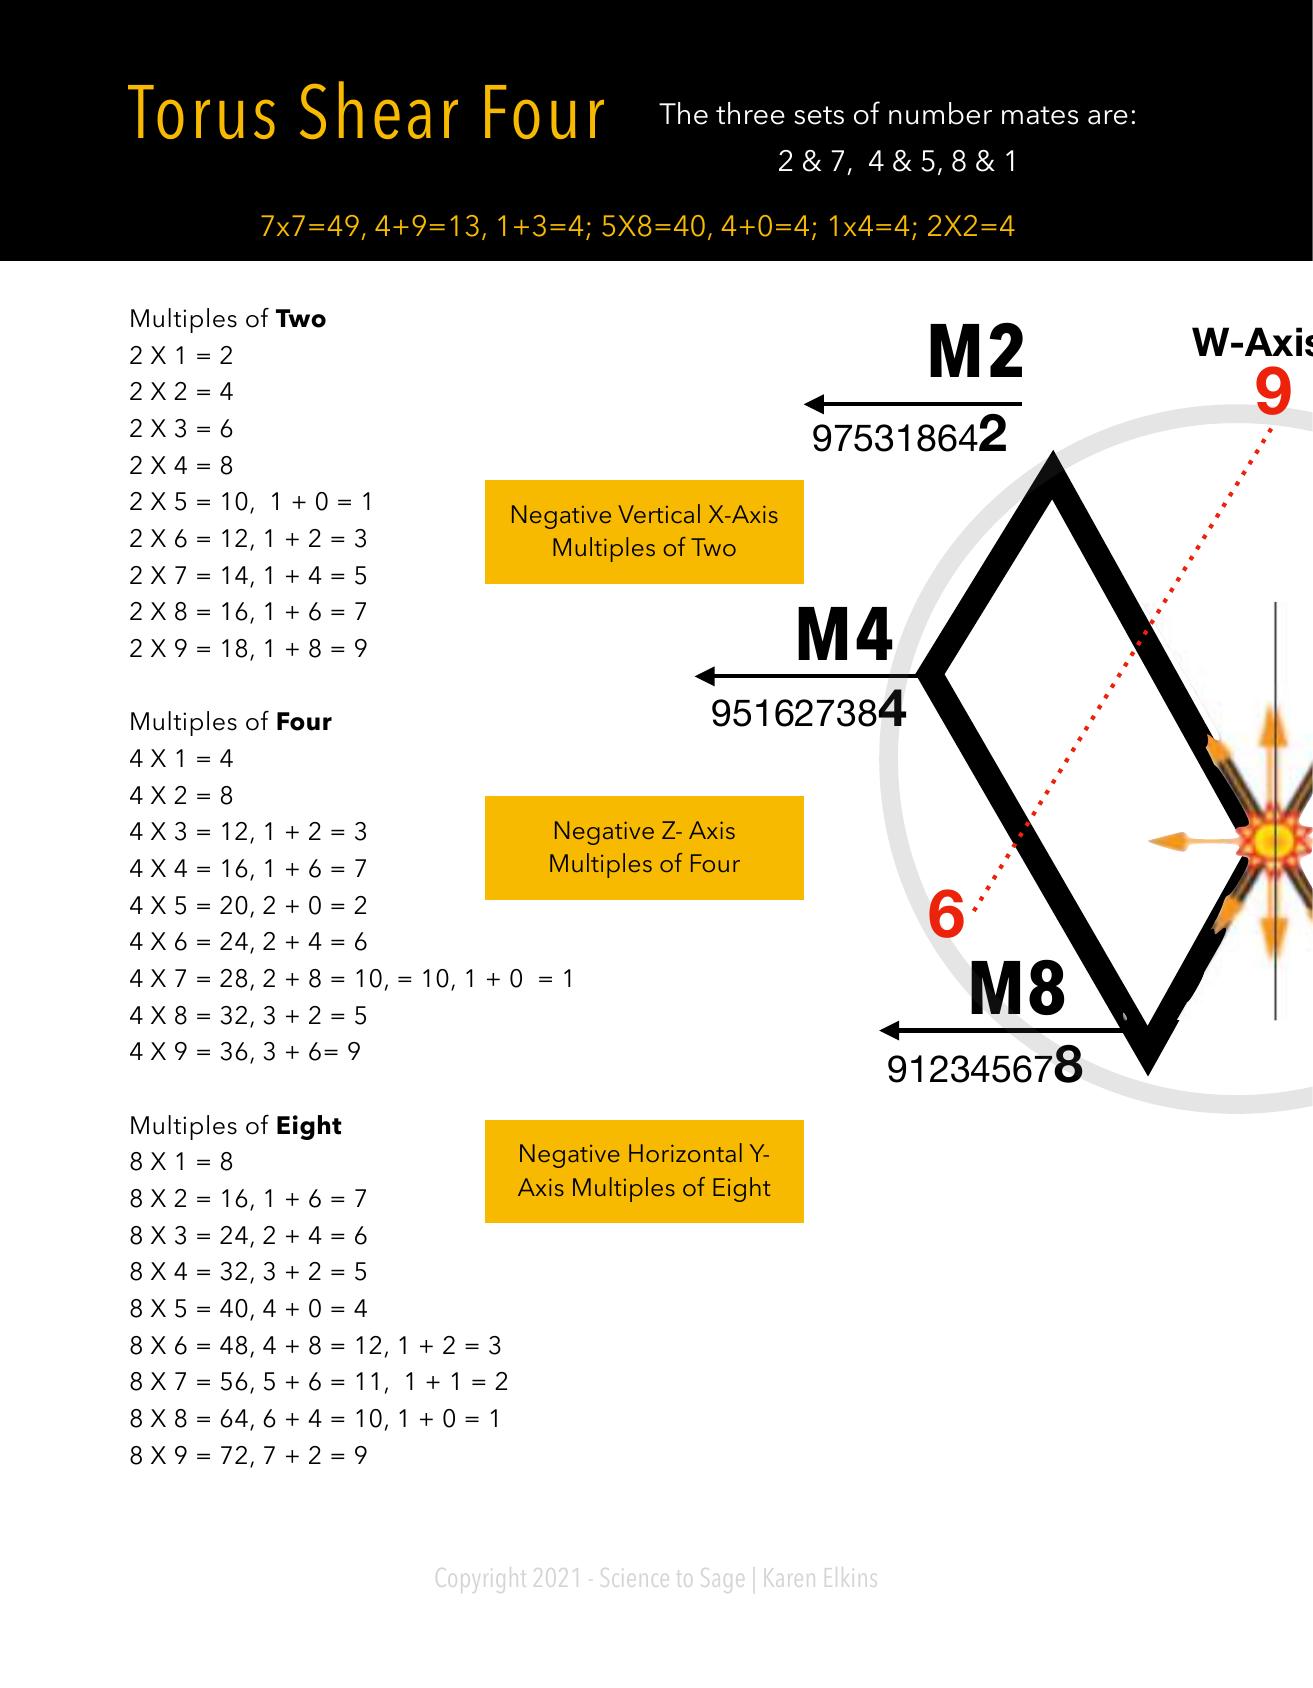 Torus Shear Four
The three sets of number mates are:
2 & 7,  4 & 5, 8 & 1
7x7=49, 4+9=13, 1+3=4; 5X8=40, 4+0=4; 1x4=4; 2X2=4
Multiples of Two
2 X 1 = 2
2 X 2 = 4
2 X 3 = 6
2 X 4 = 8
2 X 5 = 10,  1 + 0 = 1
2 X 6 = 12, 1 + 2 = 3
2 X 7 = 14, 1 + 4 = 5
2 X 8 = 16, 1 + 6 = 7
2 X 9 = 18, 1 + 8 = 9
Negative Vertical X-Axis
Multiples of Two
Multiples of Four
4 X 1 = 4
4 X 2 = 8
4 X 3 = 12, 1 + 2 = 3
4 X 4 = 16, 1 + 6 = 7
4 X 5 = 20, 2 + 0 = 2
4 X 6 = 24, 2 + 4 = 6
4 X 7 = 28, 2 + 8 = 10, = 10, 1 + 0  = 1
4 X 8 = 32, 3 + 2 = 5
4 X 9 = 36, 3 + 6= 9
Negative Z- Axis
Multiples of Four
Multiples of Eight
8 X 1 = 8
8 X 2 = 16, 1 + 6 = 7
8 X 3 = 24, 2 + 4 = 6
8 X 4 = 32, 3 + 2 = 5
8 X 5 = 40, 4 + 0 = 4
8 X 6 = 48, 4 + 8 = 12, 1 + 2 = 3
8 X 7 = 56, 5 + 6 = 11,  1 + 1 = 2
8 X 8 = 64, 6 + 4 = 10, 1 + 0 = 1
8 X 9 = 72, 7 + 2 = 9
Negative Horizontal Y-
Axis Multiples of Eight
M2
975318642
W-Axis
9
M4
951627384
6
M8
912345678
Copyright 2021 - Science to Sage | Karen Elkins